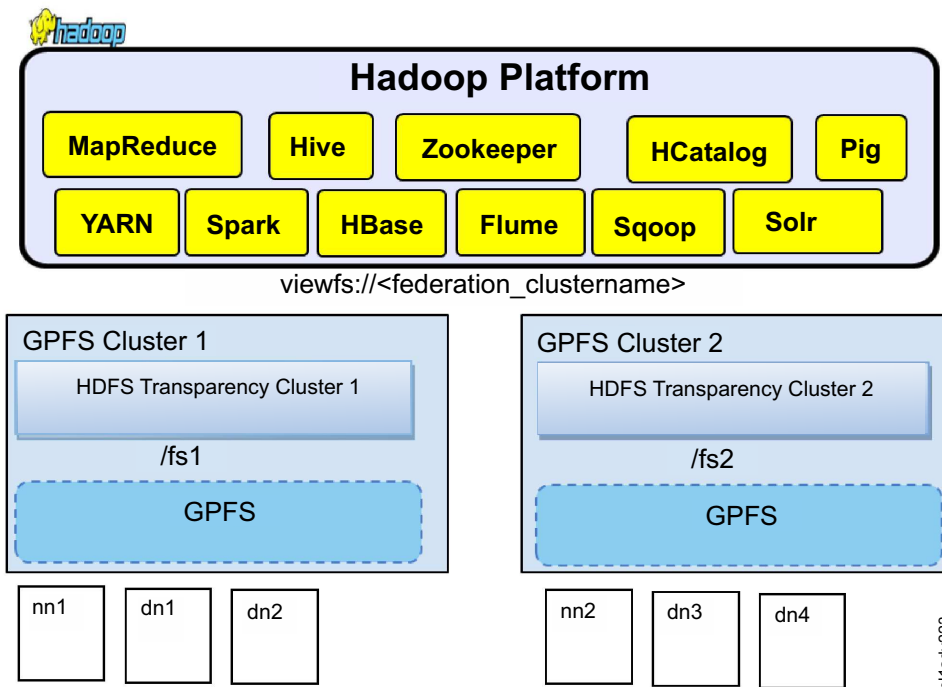 hadoop
Hadoop Platform
MapReduce Hive Zookeeper HCatalog Pig
YARN Spark HBase Flume Sqoop Solr
viewfs://<federation_clustername>
GPFS Cluster 1
HDFS Transparency Cluster 1
/fs1
GPFS
nn1 dn1 dn2
GPFS Cluster 2
HDFS Transparency Cluster 2
/fs2
GPFS
nn2 dn3 dn4